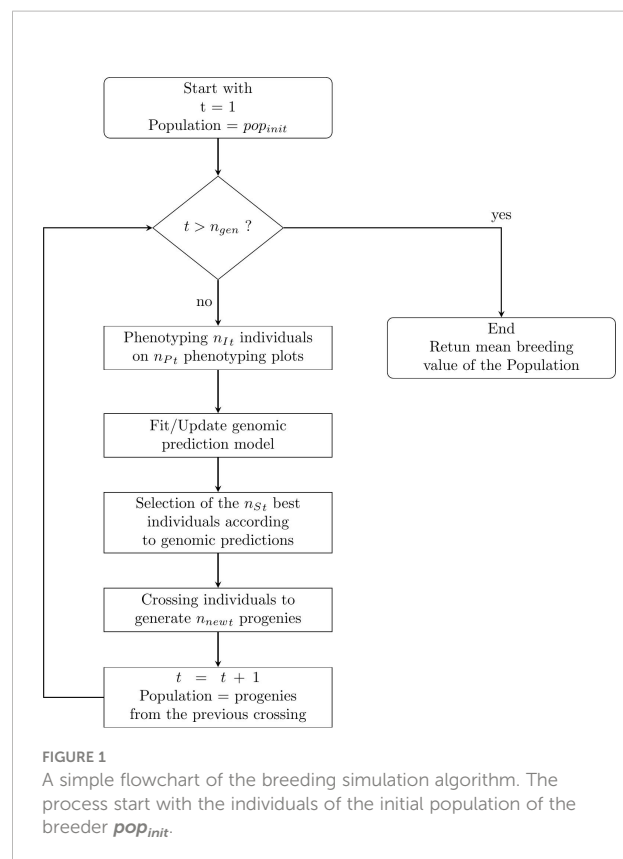 Start with
t = 1
Population = pop_init
t > n_gen ?
yes
no
Phenotyping n_It individuals
on n_Pt phenotyping plots
End
Retun mean breeding
value of the Population
Fit/Update genomic
prediction model
Selection of the n_St best
individuals according
to genomic predictions
Crossing individuals to
generate n_newt progenies
t = t + 1
Population = progenies
from the previous crossing
FIGURE 1
A simple flowchart of the breeding simulation algorithm. The
process start with the individuals of the initial population of the
breeder pop_init.